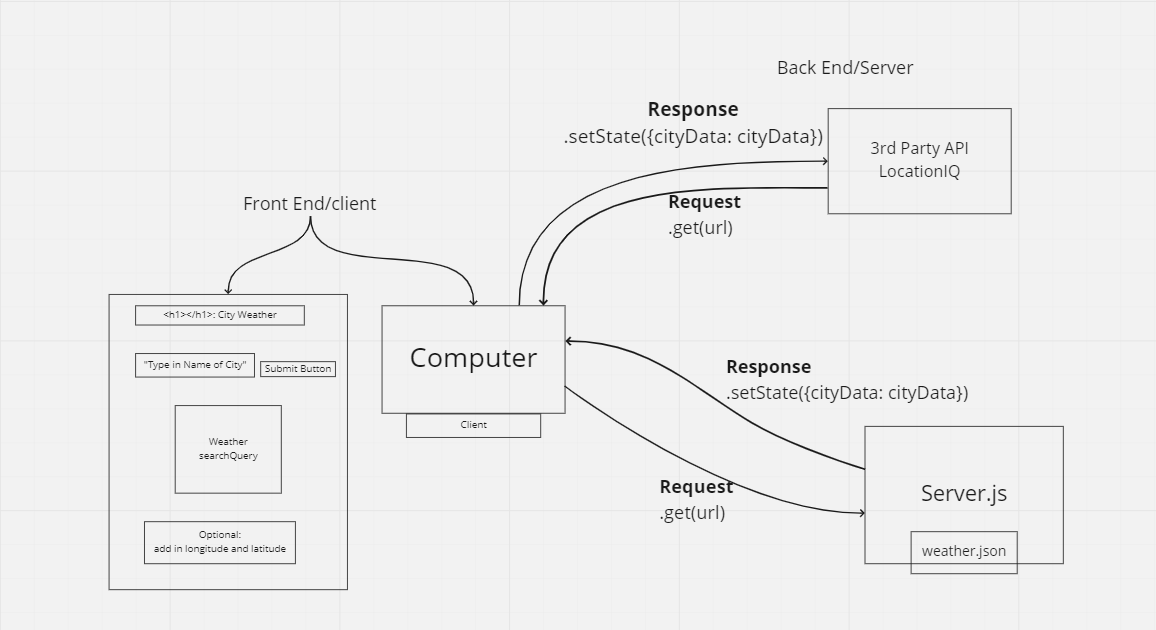 Back End/Server
Response
.setState({cityData: cityData})
3rd Party API
LocationIQ
Request
.get(url)
Front End/client
<h1></h1>: City Weather
"Type in Name of City"
Submit Button
Weather
searchQuery
Optional:
add in longitude and latitude
Computer
Client
Response
.setState({cityData: cityData})
Request
.get(url)
Server.js
weather.json